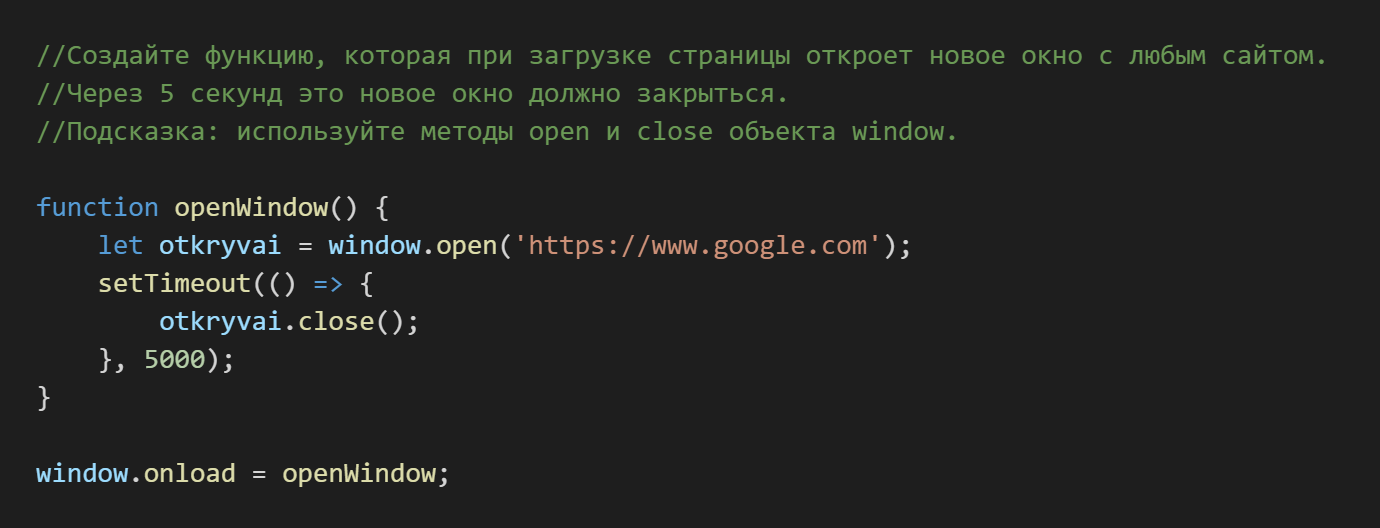 //Создайте функцию, которая при загрузке страницы откроет новое окно с любым сайтом.
//Через 5 секунд это новое окно должно закрыться.
//Подсказка: используйте методы open и close объекта window.
function openWindow() {
    let otkryvai = window.open('https://www.google.com');
    setTimeout(() => {
        otkryvai.close();
    }, 5000);
}
window.onload = openWindow;